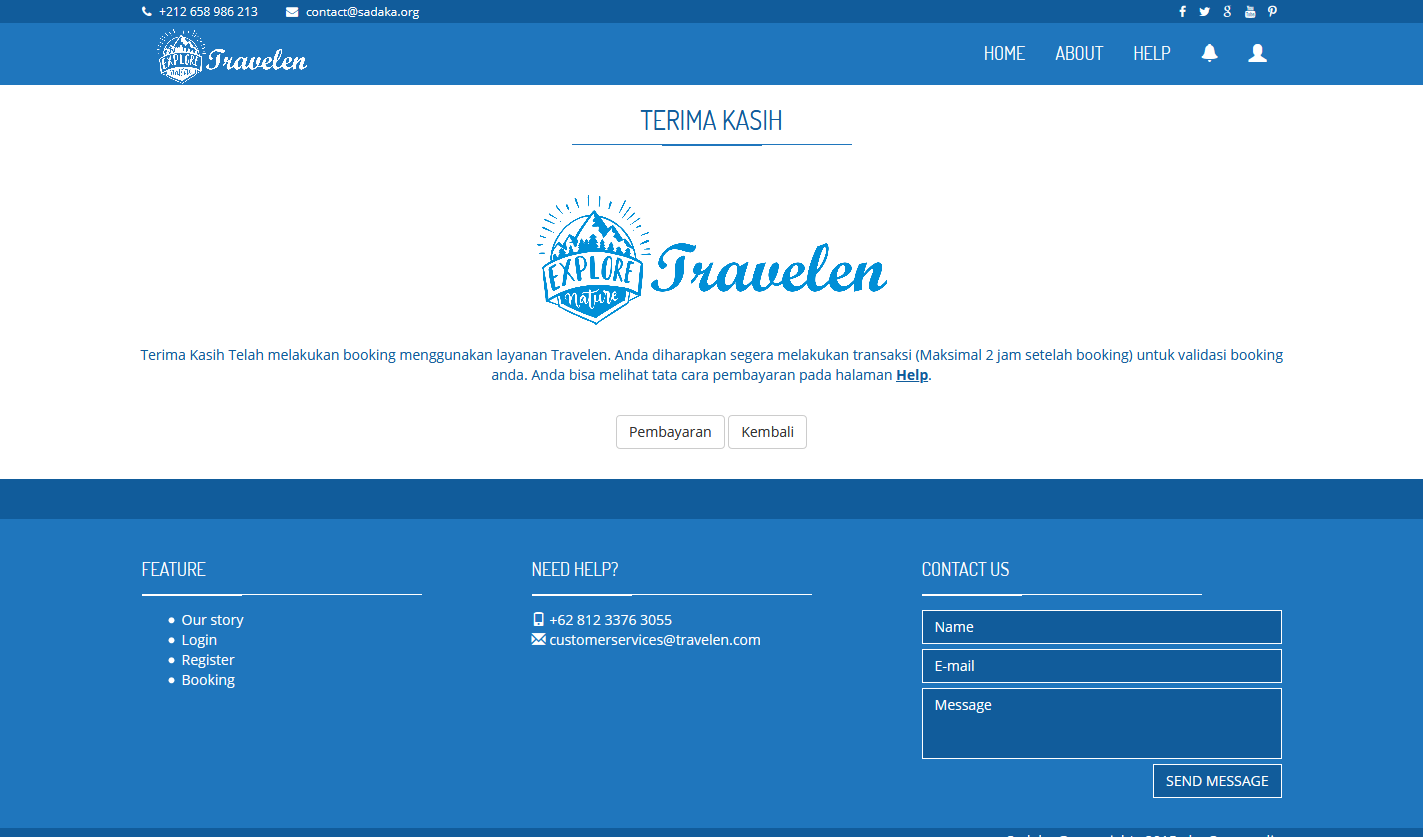 +212 658 986 213 contact@sadaka.org
EXPLORE nature Travelen HOME ABOUT HELP
TERIMA KASIH
EXPLORE
nature
Travelen
Terima Kasih Telah melakukan booking menggunakan layanan Travelen. Anda diharapkan segera melakukan transaksi (Maksimal 2 jam setelah booking) untuk validasi booking
anda. Anda bisa melihat tata cara pembayaran pada halaman Help.
Pembayaran Kembali
FEATURE
Our story
Login
Register
Booking
NEED HELP?
+62 812 3376 3055
customerservices@travelen.com
CONTACT US
Name
E-mail
Message
SEND MESSAGE